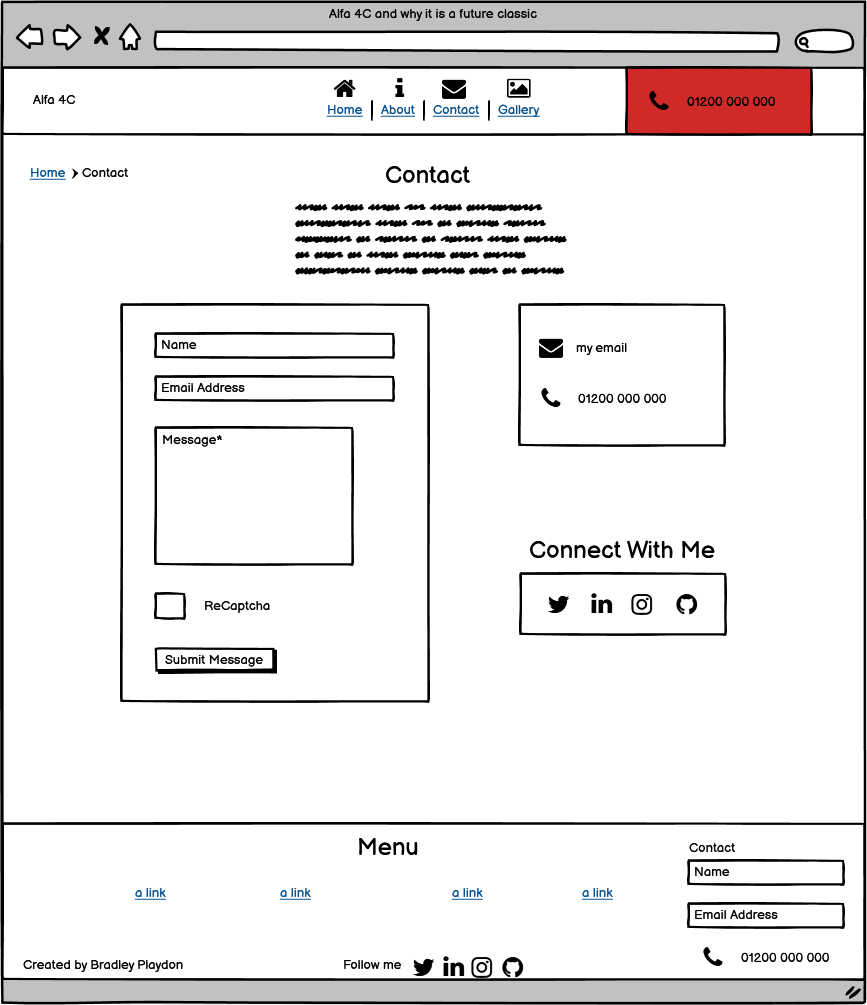 Alfa 4C and why it is a future classic
Alfa 4C
Home
About
Contact
Gallery
01200 000 000
Home
Contact
Contact
Name
Email Address
Message*
ReCaptcha
Submit Message
my email
01200 000 000
Connect With Me
Menu
a link
a link
a link
a link
Contact
Name
Email Address
01200 000 000
Created by Bradley Playdon
Follow me